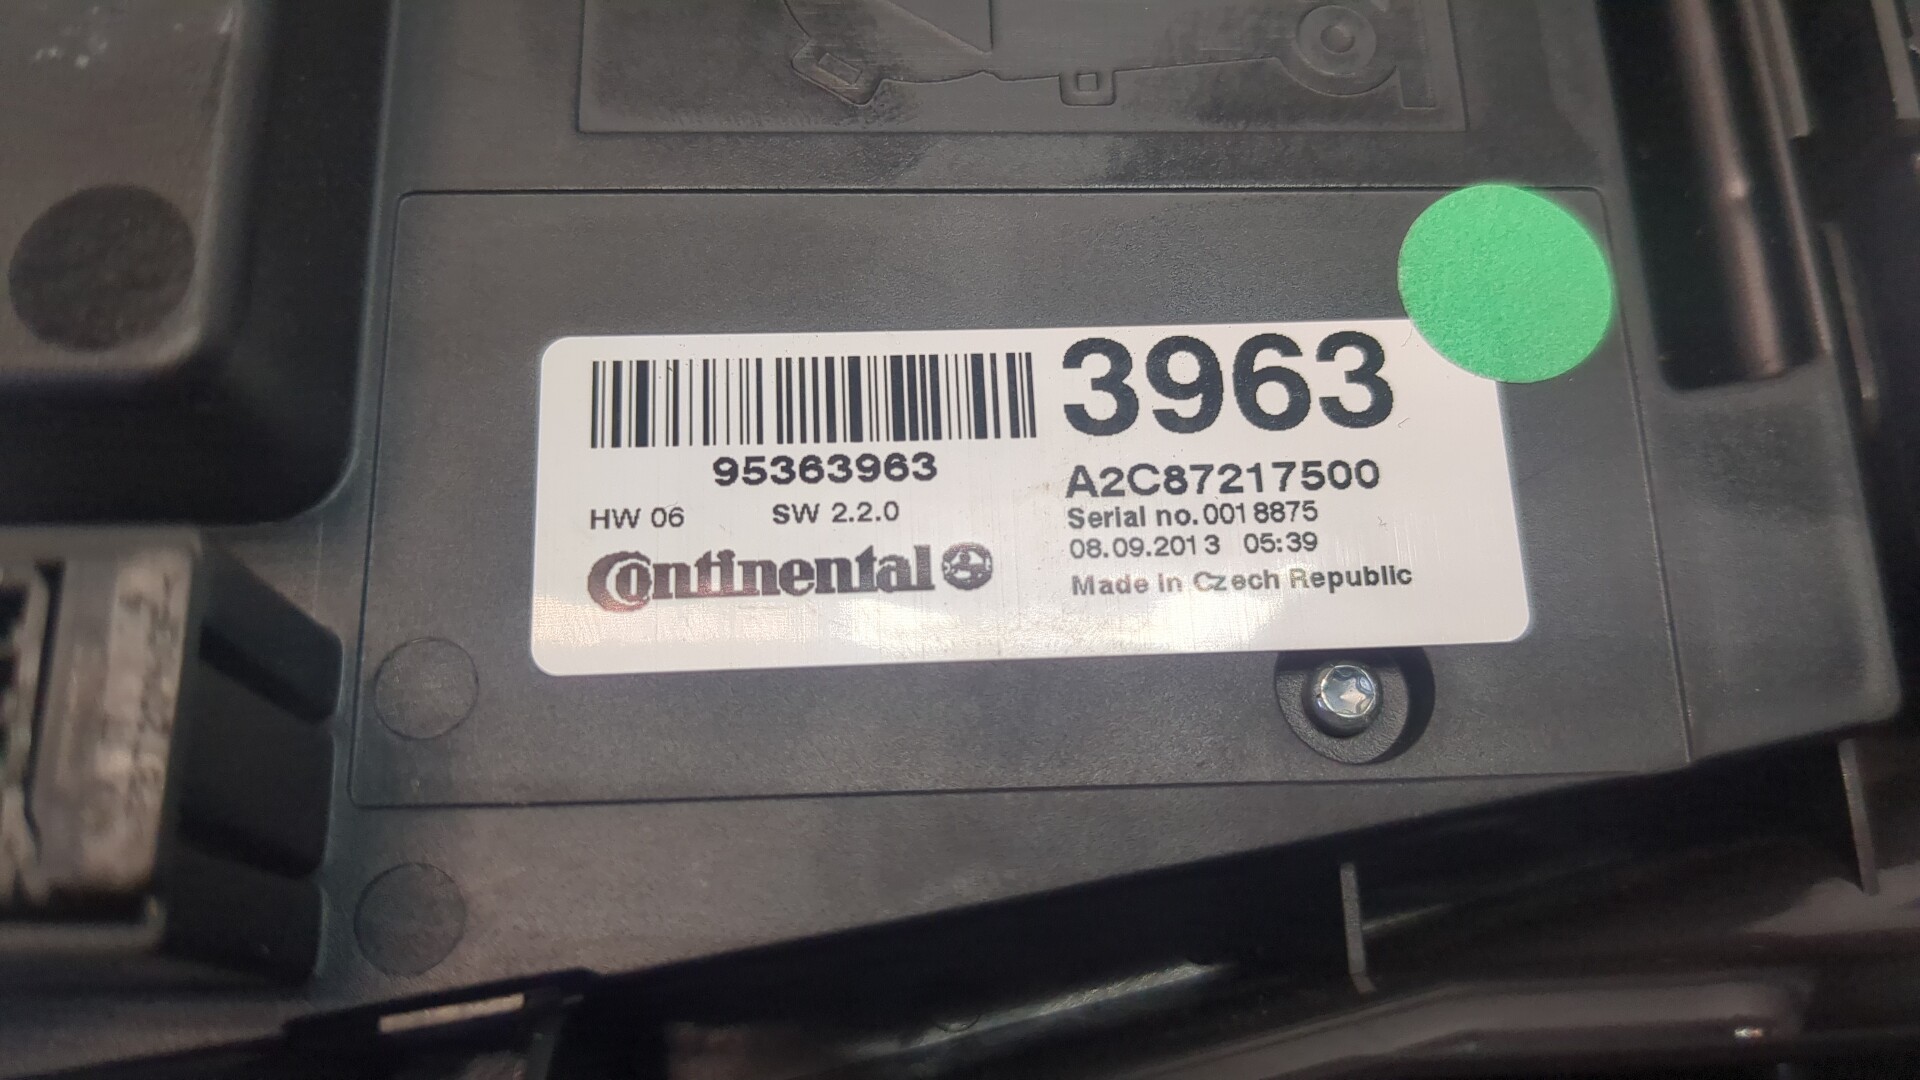 3963
95363963
A2C87217500
HW 06 SW 2.2.0
Serial no. 0018875
08.09.2013 05:39
Continental
Made in Czech Republic